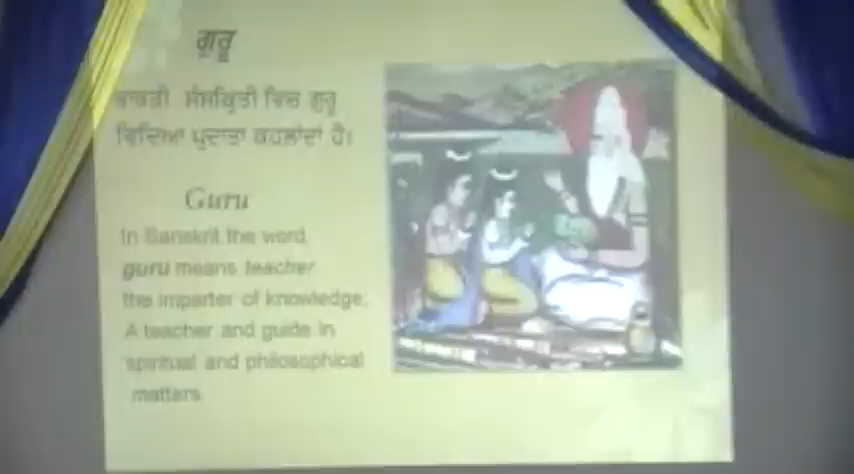 ਗੁਰੂ
ਭਾਰਤੀ ਸੰਸਕ੍ਰਿਤੀ ਵਿਚ ਗੁਰੂ
ਵਿਦਿਆ ਪ੍ਰਦਾਤਾ ਕਹਲਾਂਦਾ ਹੈ।
Guru
In Sanskrit the word
guru means teacher
the imparter of knowledge.
A teacher and guide in
spiritual and philosophical
matters